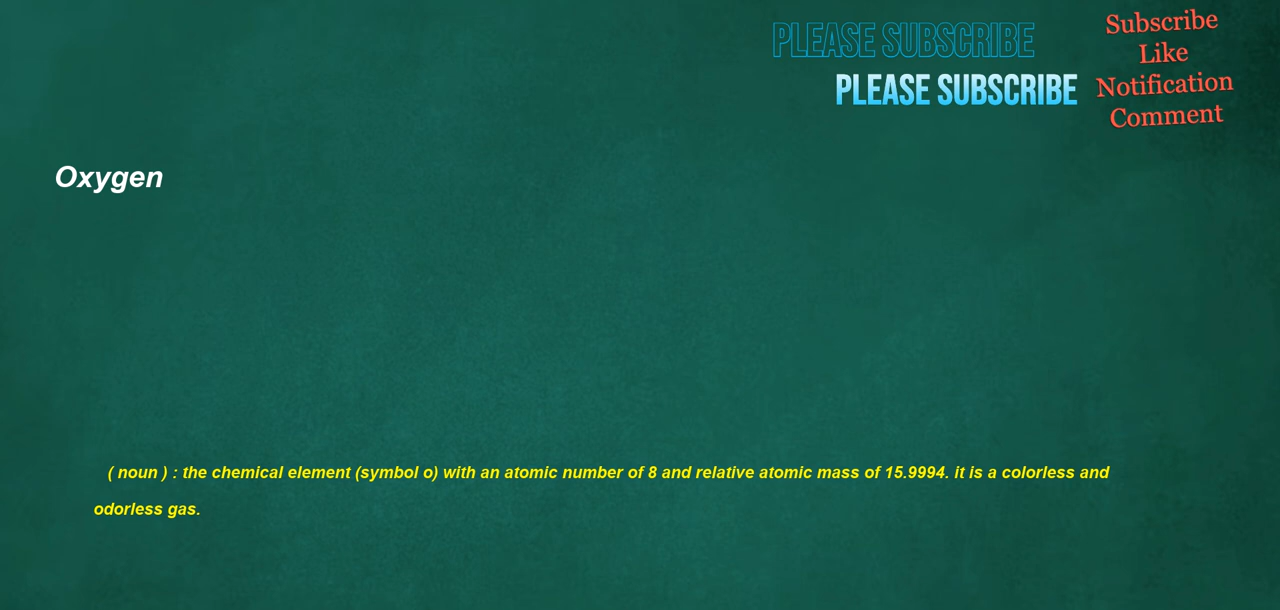 PLEASE SUBSCRIBE
PLEASE SUBSCRIBE
Subscribe
Like
Notification
Comment
Oxygen
( noun ) : the chemical element (symbol o) with an atomic number of 8 and relative atomic mass of 15.9994. it is a colorless and
odorless gas.